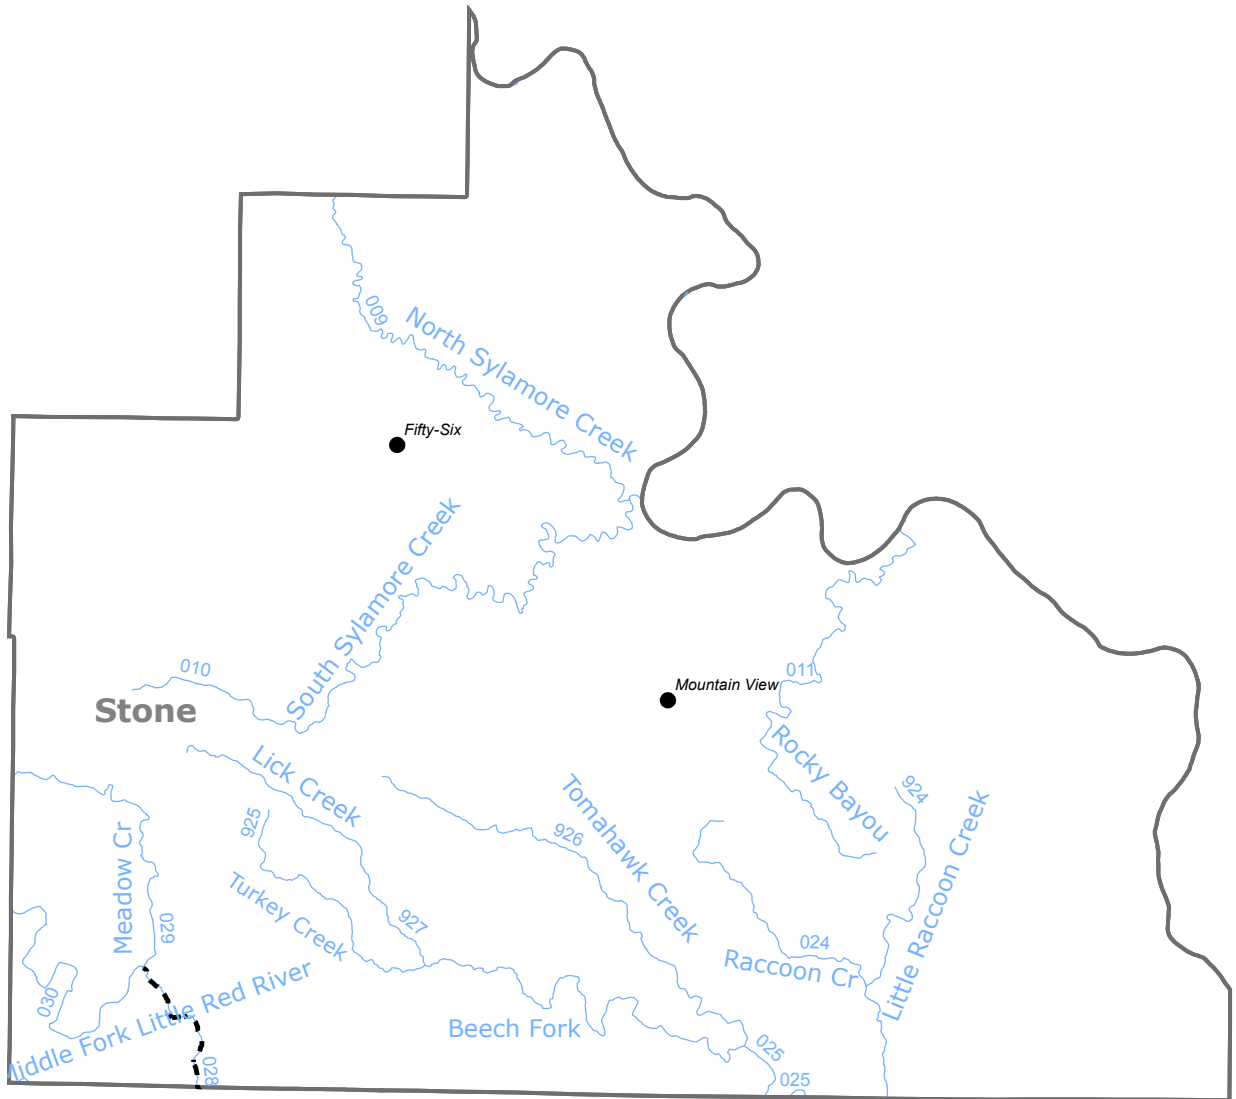 009
North Sylamore Creek
Fifty-Six
South Sylamore Creek
010
Stone
011
Mountain View
Rocky Bayou
Lick Creek
Tomahawk Creek
924
925
926
Meadow Cr
Turkey Creek
927
029
Little Raccoon Creek
024
Raccoon Cr
030
Middle Fork Little Red River
Beech Fork
025
028
025